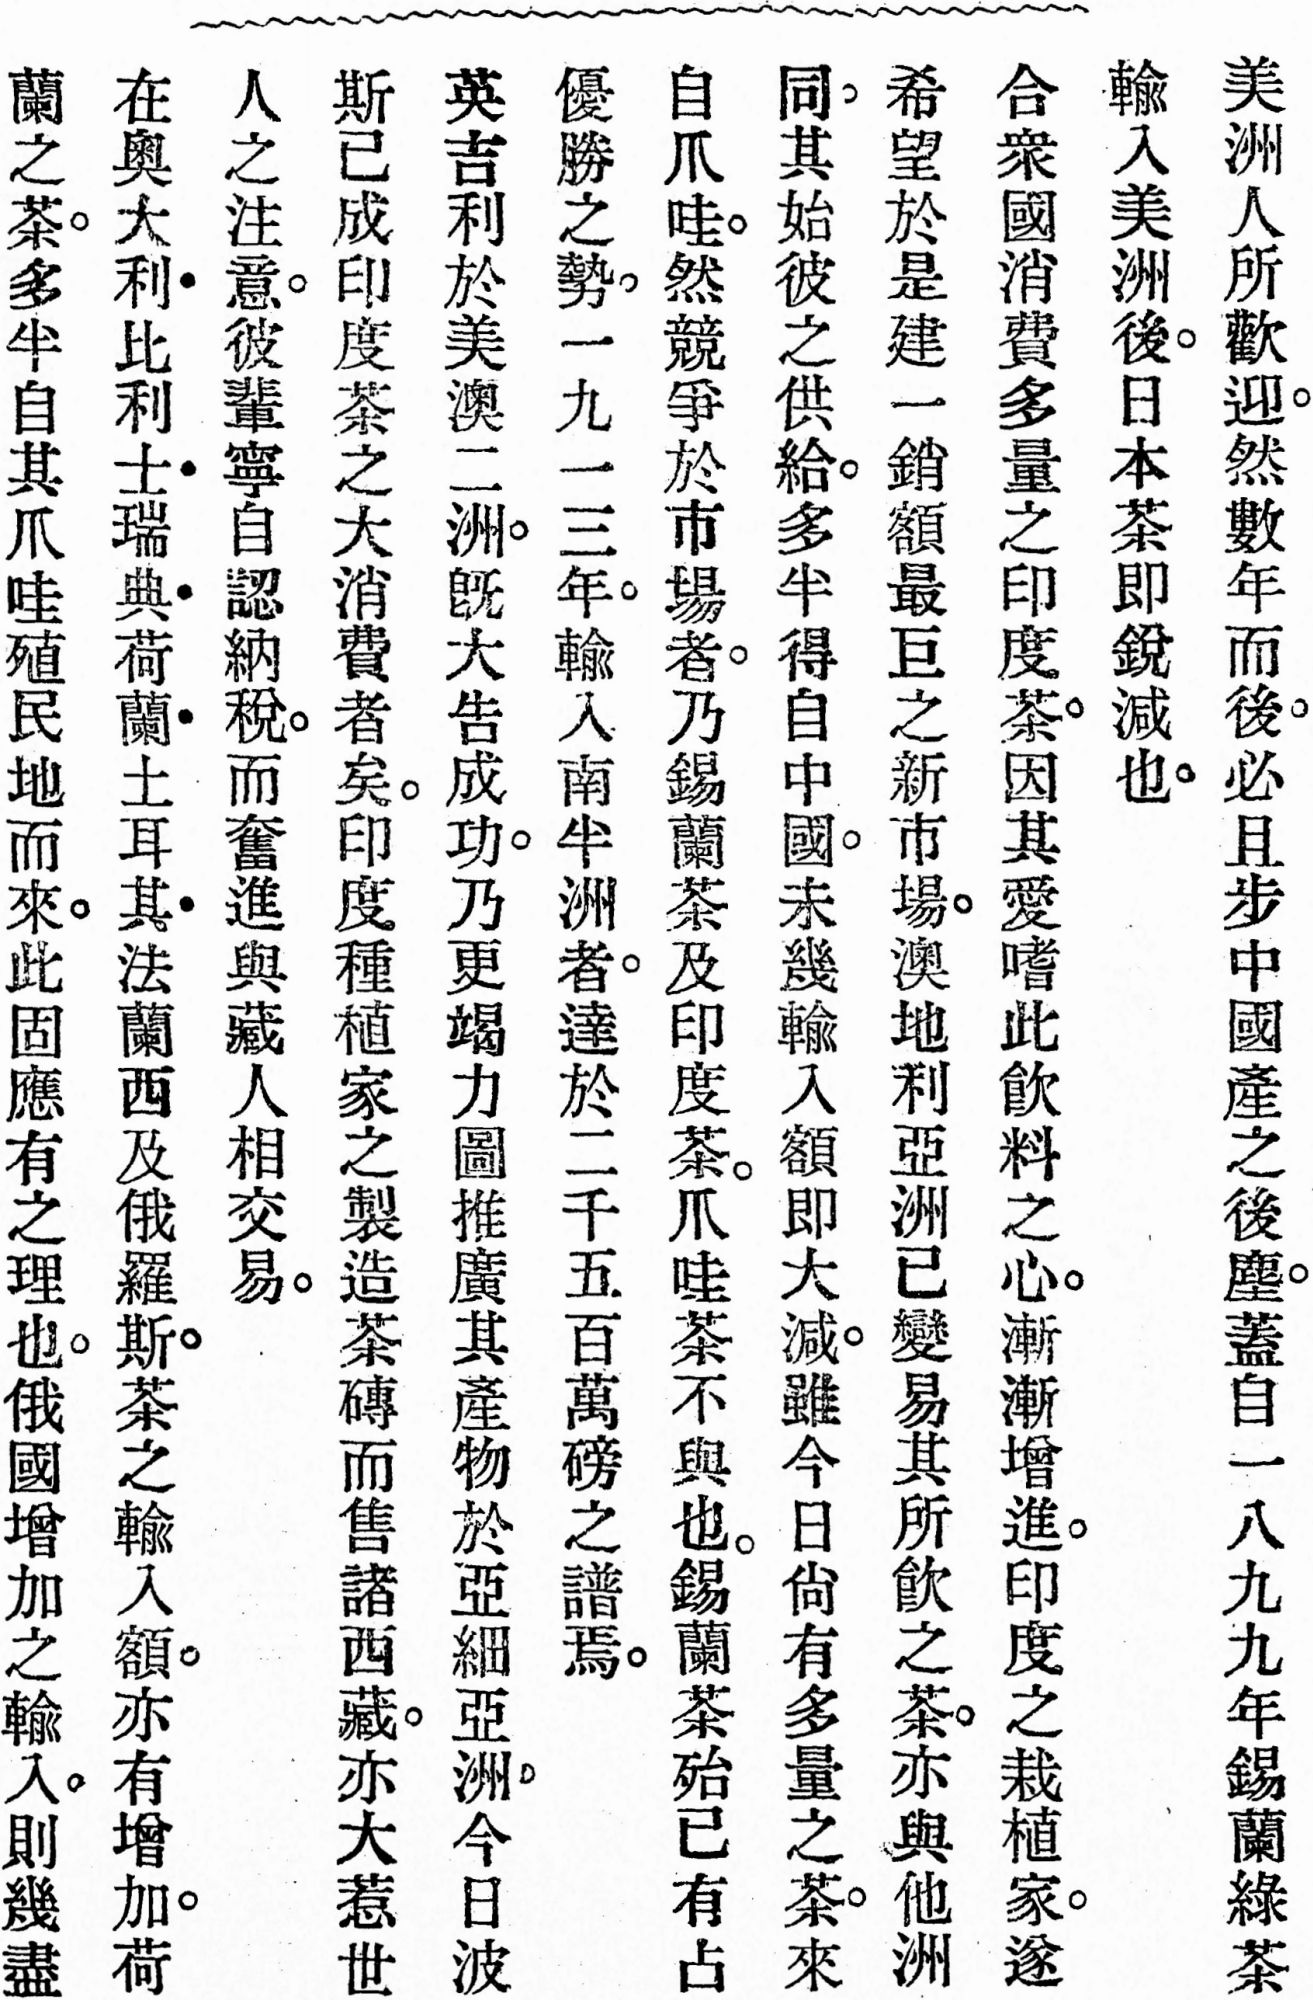 美洲人所歡迎。然數年而後。必且步中國產之後塵。蓋自一八九九年錫蘭綠茶
輸入美洲後。日本茶即銳減也。
合衆國消費多量之印度茶。因其愛嗜此飮料之心。漸漸增進。印度之栽植家。遂
希望於是建一銷額最巨之新市場。澳地利亞洲已變易其所飮之茶。亦與他洲
同。其始彼之供給。多半得自中國。未幾輸入額即大減。雖今日尙有多量之茶。來
自爪哇。然競爭於市場者。乃錫蘭茶及印度茶。爪哇茶不與也。錫蘭茶殆已有占
優勝之勢。一九一三年。輸入南半洲者。達於二千五百萬磅之譜焉。
英吉利於美澳二洲。旣大告成功。乃更竭力圖推廣其產物於亞細亞洲。今日波
斯已成印度茶之大消費者矣。印度種植家之製造茶磚而售諸西藏。亦大惹世
人之注意。彼輩寧自認納稅。而奮進與藏人相交易。
在奧大利•比利士•瑞典•荷蘭•土耳其•法蘭西及俄羅斯。茶之輸入額。亦有增加。荷
蘭之茶。多半自其爪哇殖民地而來。此固應有之理也。俄國增加之輸入。則幾盡